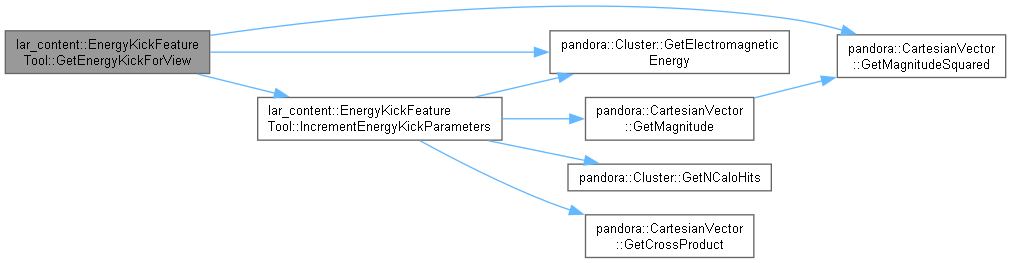 lar_content::EnergyKickFeature
Tool::GetEnergyKickForView
pandora::Cluster::GetElectromagnetic
Energy
pandora::CartesianVector
::GetMagnitudeSquared
lar_content::EnergyKickFeature
Tool::IncrementEnergyKickParameters
pandora::CartesianVector
::GetMagnitude
pandora::Cluster::GetNCaloHits
pandora::CartesianVector
::GetCrossProduct